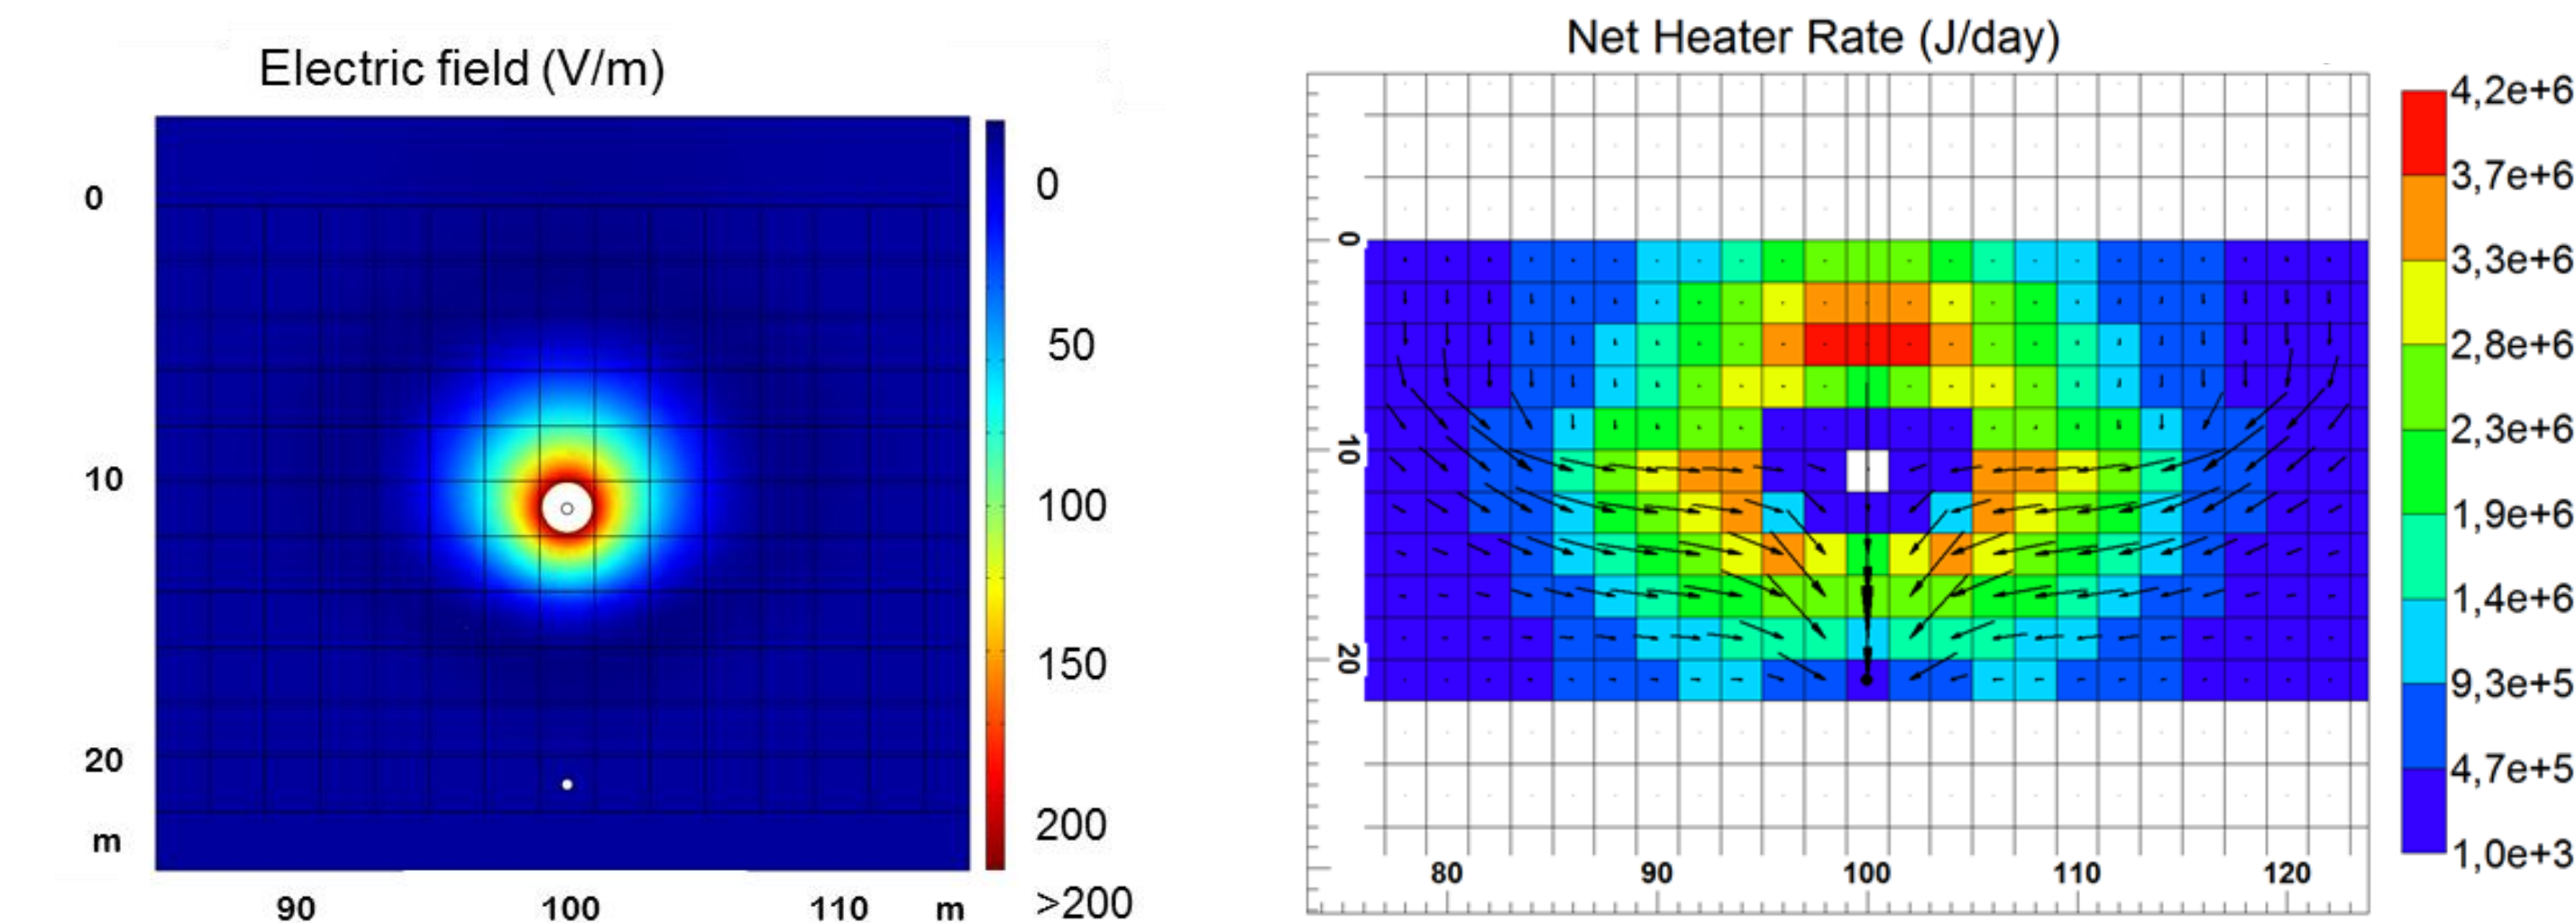 Electric field (V/m)
0
10
20
m
90
100
110
m
0
50
100
150
200
>200
Net Heater Rate (J/day)
0
10
20
80
90
100
110
120
4,2e+6
3,7e+6
3,3e+6
2,8e+6
2,3e+6
1,9e+6
1,4e+6
9,3e+5
4,7e+5
1,0e+3